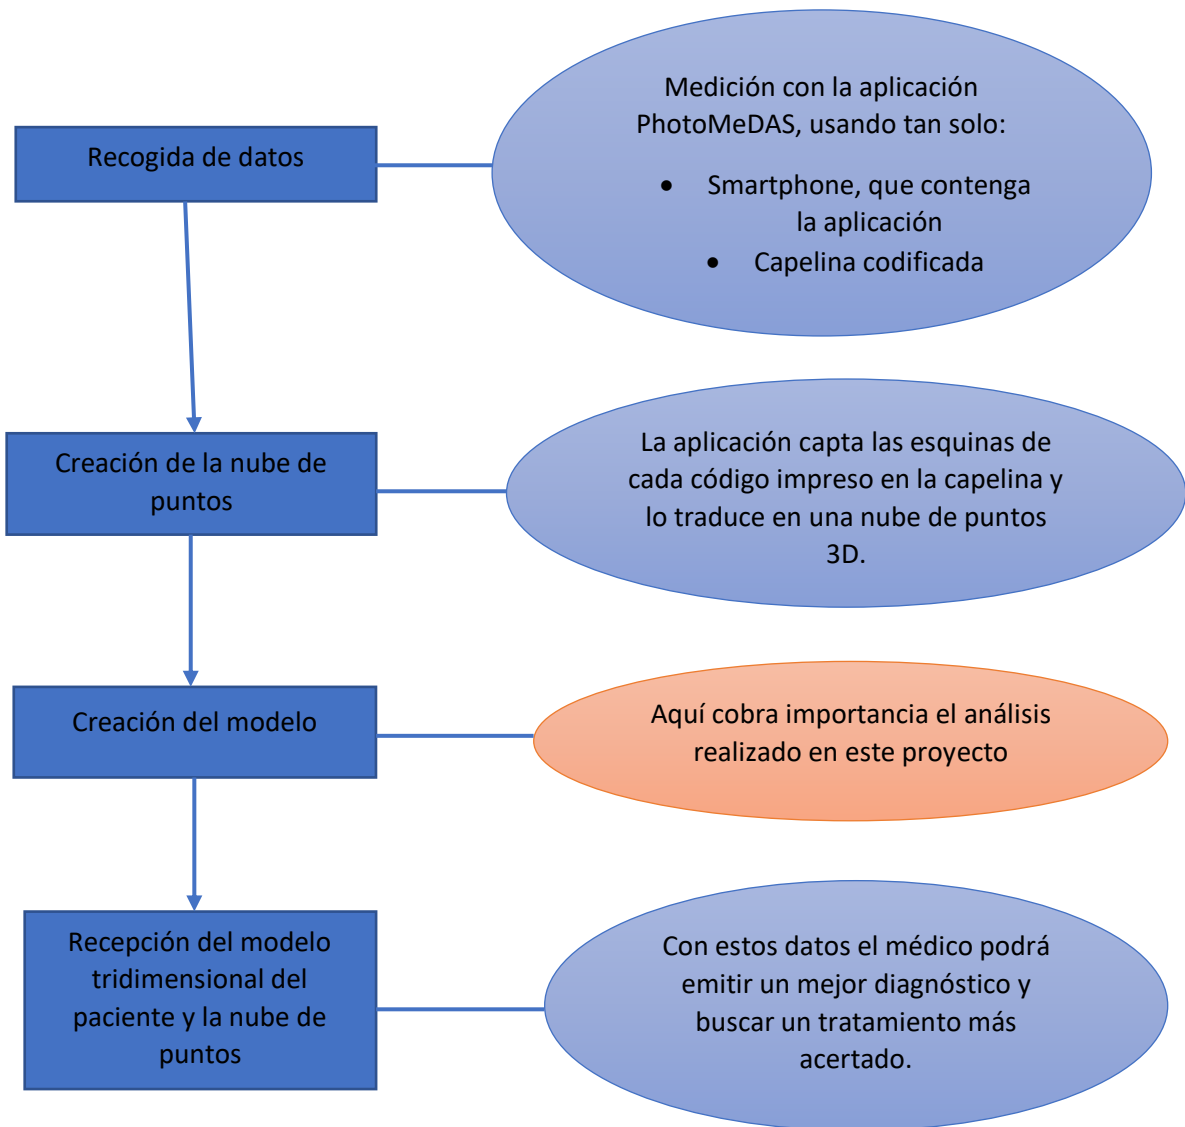 Recogida de datos
Medición con la aplicación
PhotoMeDAS, usando tan solo:
• Smartphone, que contenga
la aplicación
• Capelina codificada
Creación de la nube de
puntos
La aplicación capta las esquinas de
cada código impreso en la capelina y
lo traduce en una nube de puntos
3D.
Creación del modelo
Aquí cobra importancia el análisis
realizado en este proyecto
Recepción del modelo
tridimensional del
paciente y la nube de
puntos
Con estos datos el médico podrá
emitir un mejor diagnóstico y
buscar un tratamiento más
acertado.